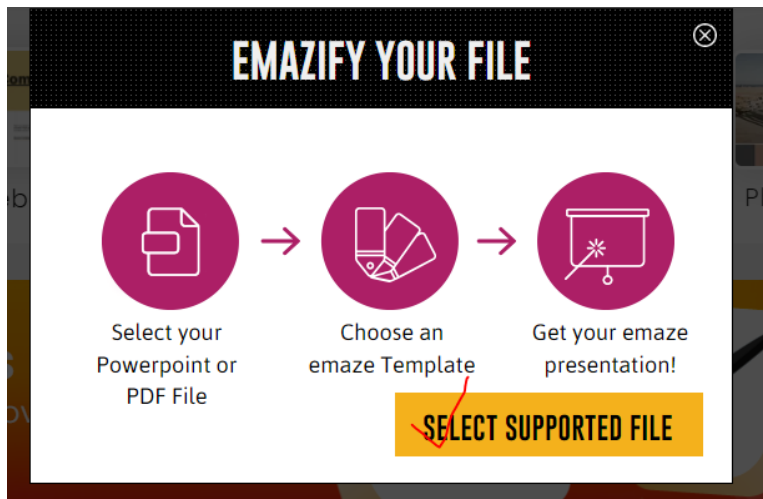 EMAZIFY YOUR FILE
Select your
Powerpoint or
PDF File
Choose an
emaze Template
Get your emaze
presentation!
SELECT SUPPORTED FILE